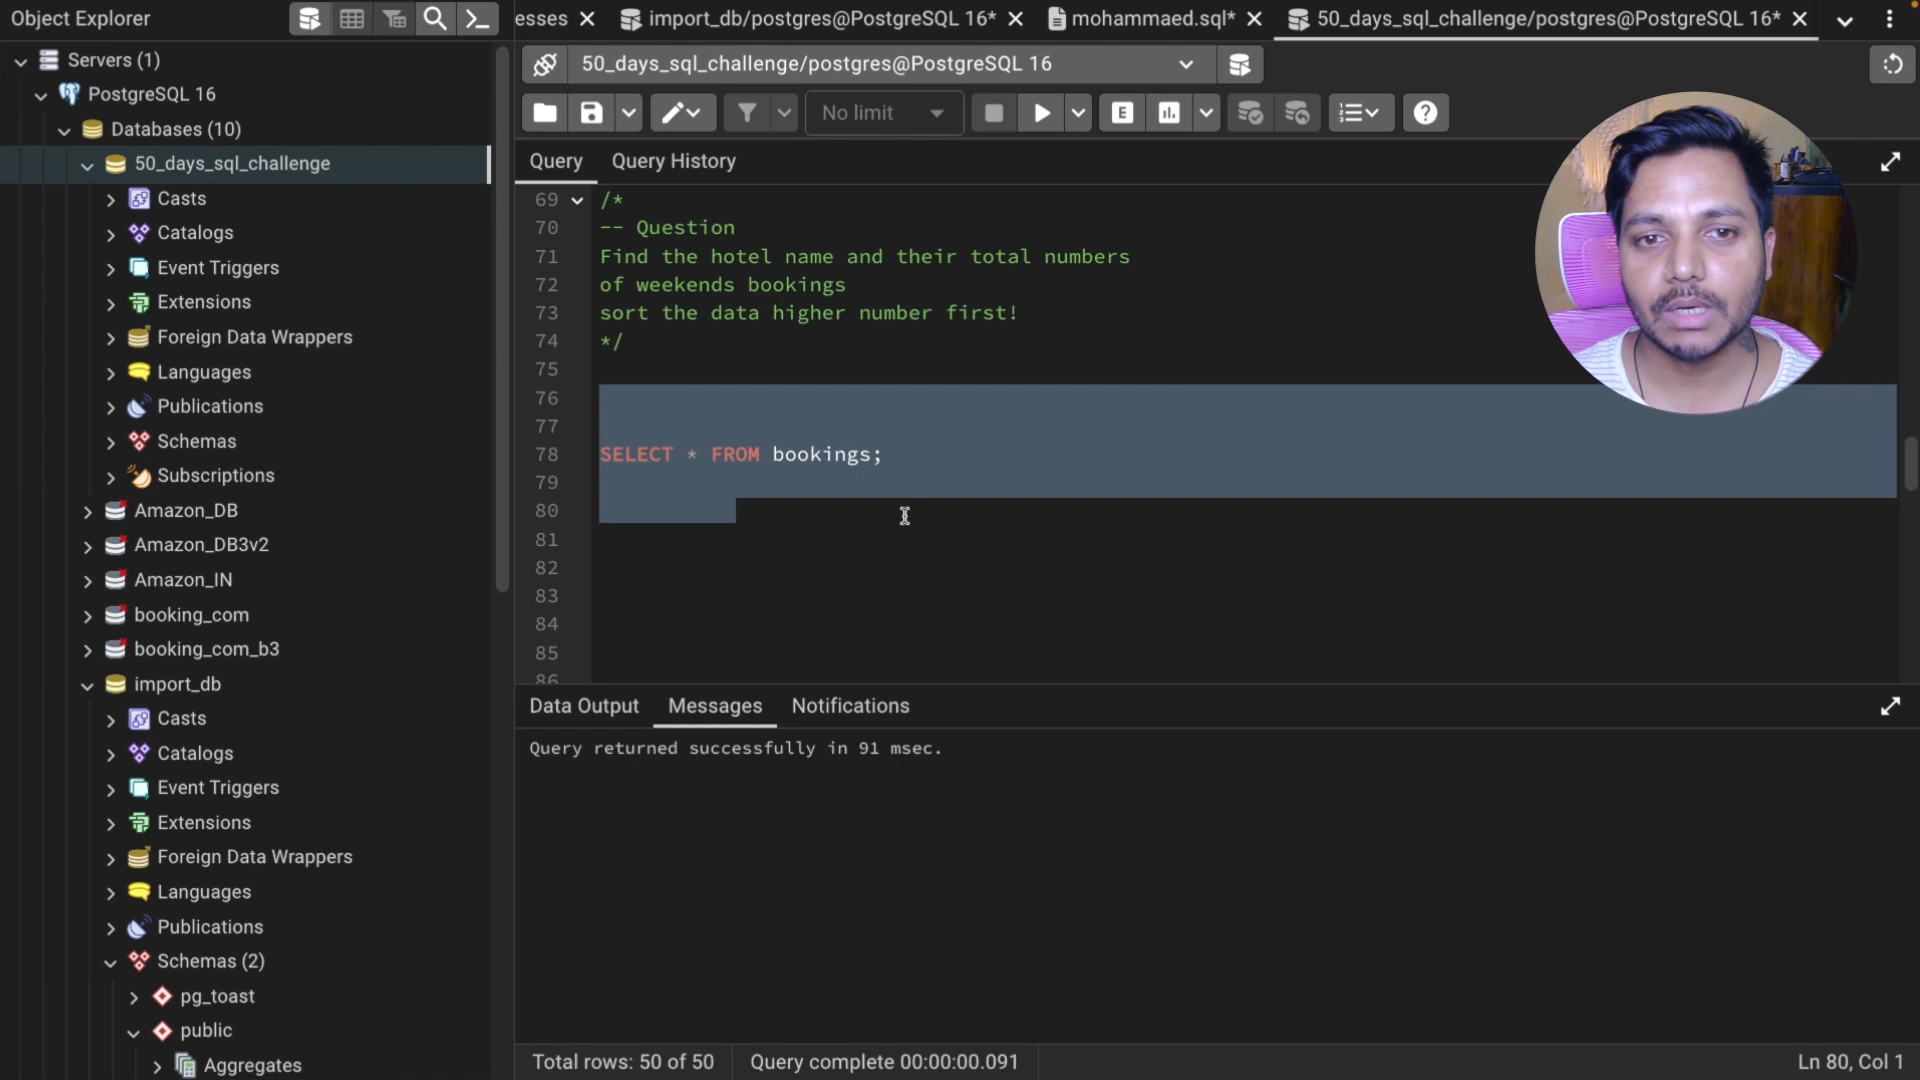 Object Explorer
Servers (1)
PostgreSQL 16
Databases (10)
50_days_sql_challenge
Casts
Catalogs
Event Triggers
Extensions
Foreign Data Wrappers
Languages
Publications
Schemas
Subscriptions
Amazon_DB
Amazon_DB3v2
Amazon_IN
booking_com
booking_com_b3
import_db
Casts
Catalogs
Event Triggers
Extensions
Foreign Data Wrappers
Languages
Publications
Schemas (2)
pg_toast
public
Aggregates
esses
import_db/postgres@PostgreSQL 16*
mohammaed.sql*
50_days_sql_challenge/postgres@PostgreSQL 16*
50_days_sql_challenge/postgres@PostgreSQL 16
No limit
E
Query
Query History
69 /*
70 -- Question
71 Find the hotel name and their total numbers
72 of weekends bookings
73 sort the data higher number first!
74 */
75
76
77
78 SELECT * FROM bookings;
79
80
81
82
83
84
85
86
Data Output
Messages
Notifications
Query returned successfully in 91 msec.
Total rows: 50 of 50
Query complete 00:00:00.091
Ln 80, Col 1